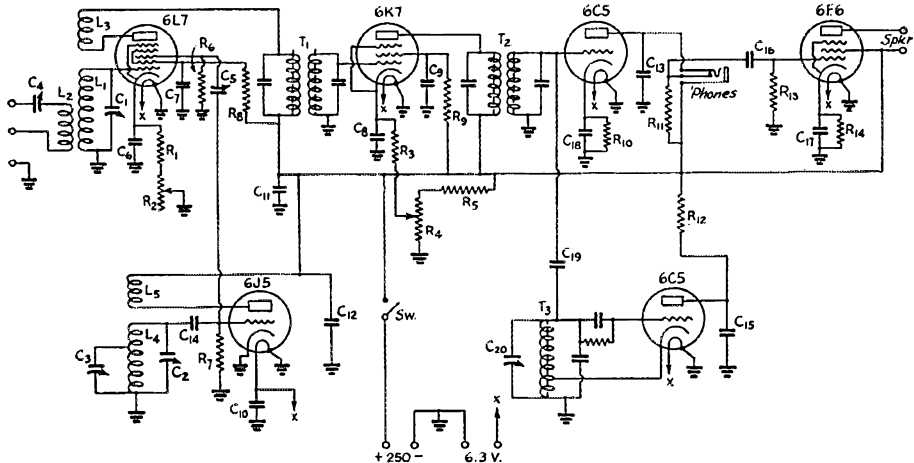 6L7
6K7
6C5
6F6
L3
R6
T1
T2
C16
Spkr
C4
L2
L1
C1
C7
C5
R8
C9
R9
C13
R11
Phones
R13
x
x
x
x
C6
R1
C8
R3
C18
R10
C17
R14
R2
C11
R5
R4
R12
C19
L5
6J5
C12
Sw.
T3
6C5
C15
L4
C14
R7
C3
C2
C20
C10
x
x
x
+ 250 –
6.3 V.